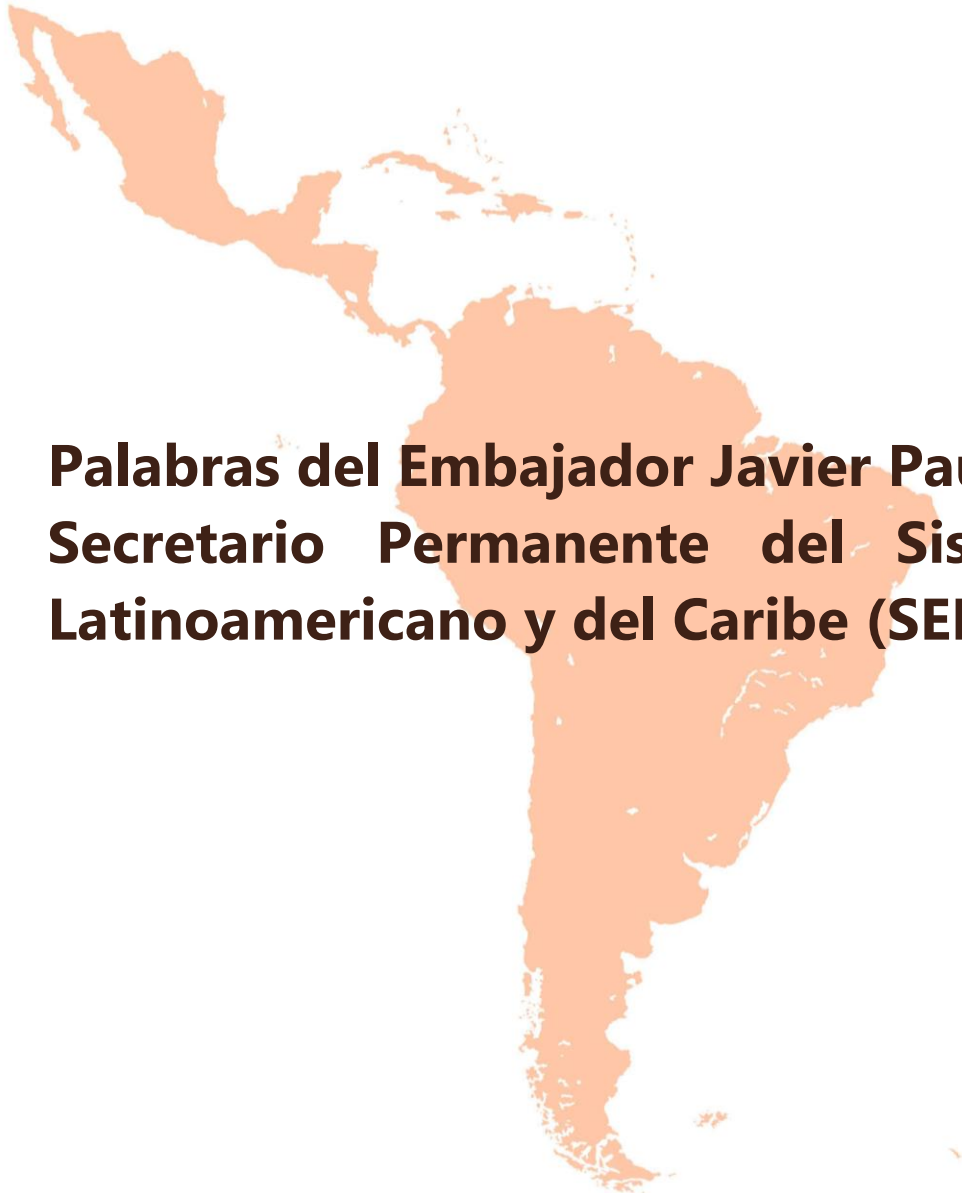 Palabras del Embajador Javier
Secretario Permanente del
Latinoamericano y del Caribe